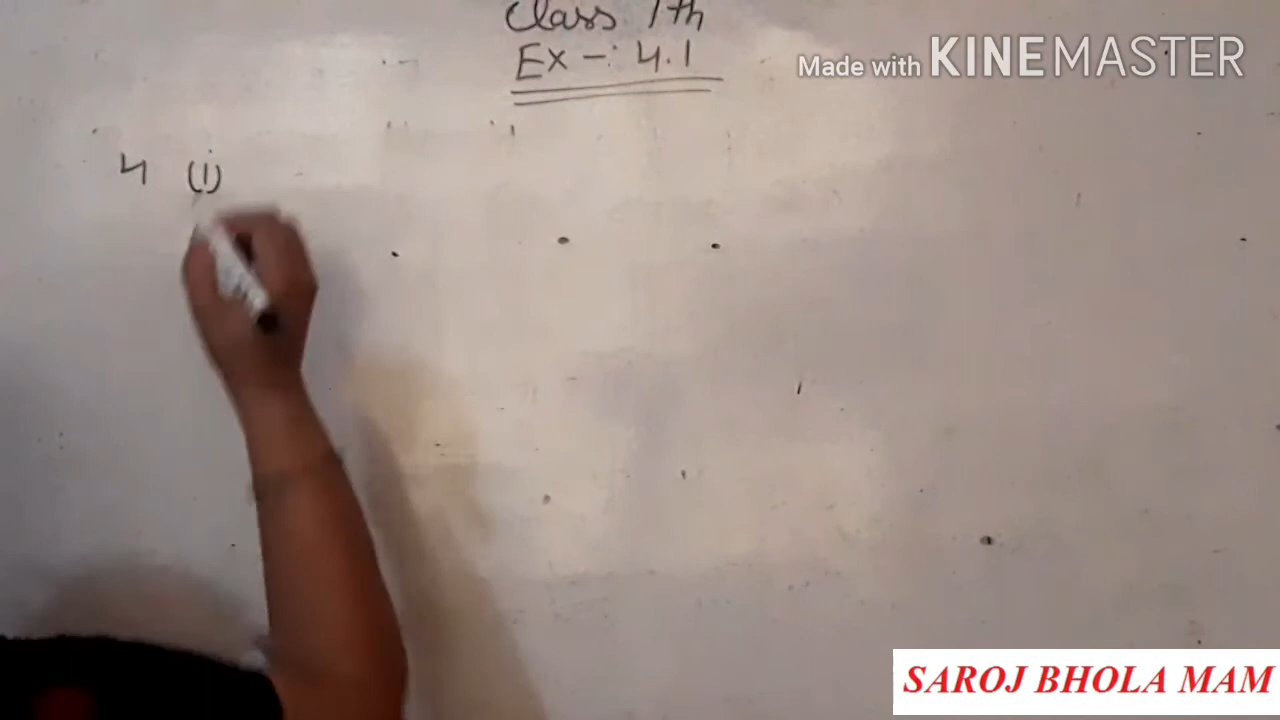 Class 7th
Ex-: 4.1
Made with KINEMASTER
4 (i)
SAROJ BHOLA MAM